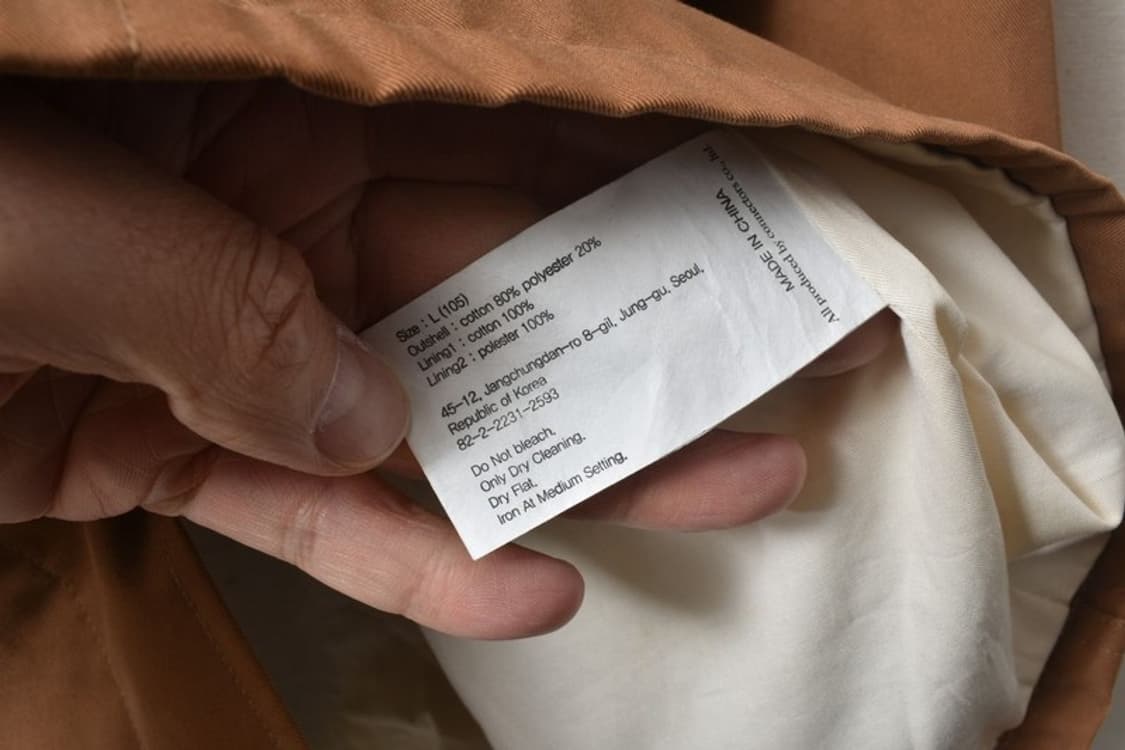 Size : L (105)
Outshell : cotton 80% polyester 20%
Lining1 : cotton 100%
Lining2 : polester 100%
45-12, Jangchungdan-ro 8-gil, Jung-gu, Seoul,
Republic of Korea
82-2-2231-2593
Do Not bleach,
Only Dry Cleaning.
Dry Flat.
Iron At Medium Setting.
MADE IN CHINA
All produced by connectors co., ltd.